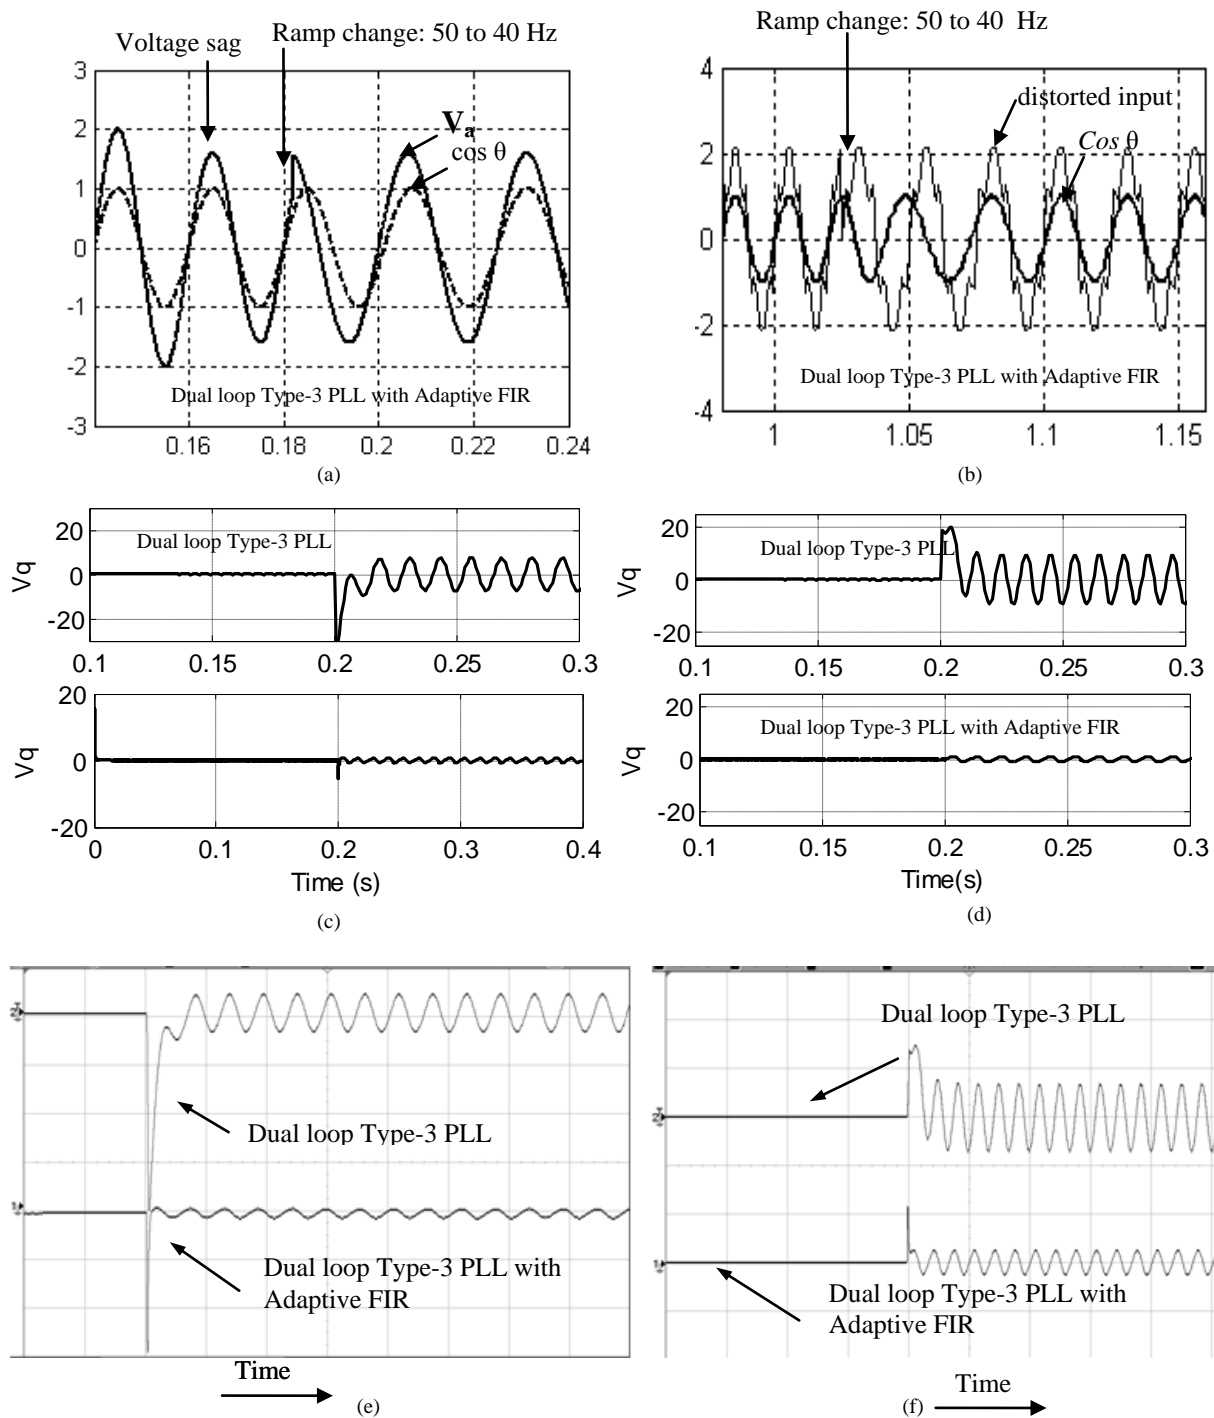 Ramp change: 50 to 40 Hz
Voltage sag
3
2
1
0
-1
-2
-3
Va
cos θ
Dual loop Type-3 PLL with Adaptive FIR
0.16
0.18
0.2
0.22
0.24
(a)
Ramp change: 50 to 40 Hz
4
2
0
-2
-4
distorted input
Cos θ
Dual loop Type-3 PLL with Adaptive FIR
1
1.05
1.1
1.15
(b)
Vq
20
0
-20
Dual loop Type-3 PLL
0.1
0.15
0.2
0.25
0.3
Vq
20
0
-20
0
0.1
0.2
0.3
0.4
Time (s)
(c)
Vq
20
0
-20
Dual loop Type-3 PLL
0.1
0.15
0.2
0.25
0.3
Vq
20
0
-20
Dual loop Type-3 PLL with Adaptive FIR
0.1
0.15
0.2
0.25
0.3
Time(s)
(d)
2
Dual loop Type-3 PLL
1
Dual loop Type-3 PLL with
Adaptive FIR
Time
(e)
Dual loop Type-3 PLL
2
1
Dual loop Type-3 PLL with
Adaptive FIR
Time
(f)